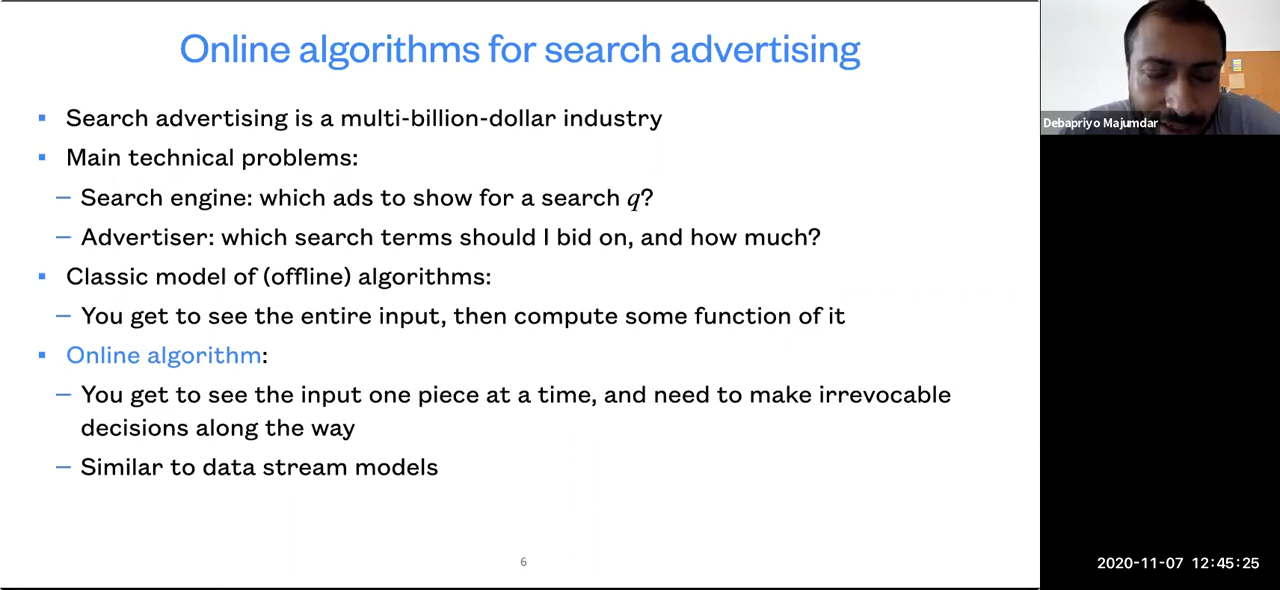 Online algorithms for search advertising
▪ Search advertising is a multi-billion-dollar industry
▪ Main technical problems:
– Search engine: which ads to show for a search q?
– Advertiser: which search terms should I bid on, and how much?
▪ Classic model of (offline) algorithms:
– You get to see the entire input, then compute some function of it
▪ Online algorithm:
– You get to see the input one piece at a time, and need to make irrevocable
decisions along the way
– Similar to data stream models
6
Debapriyo Majumdar
2020-11-07 12:45:25